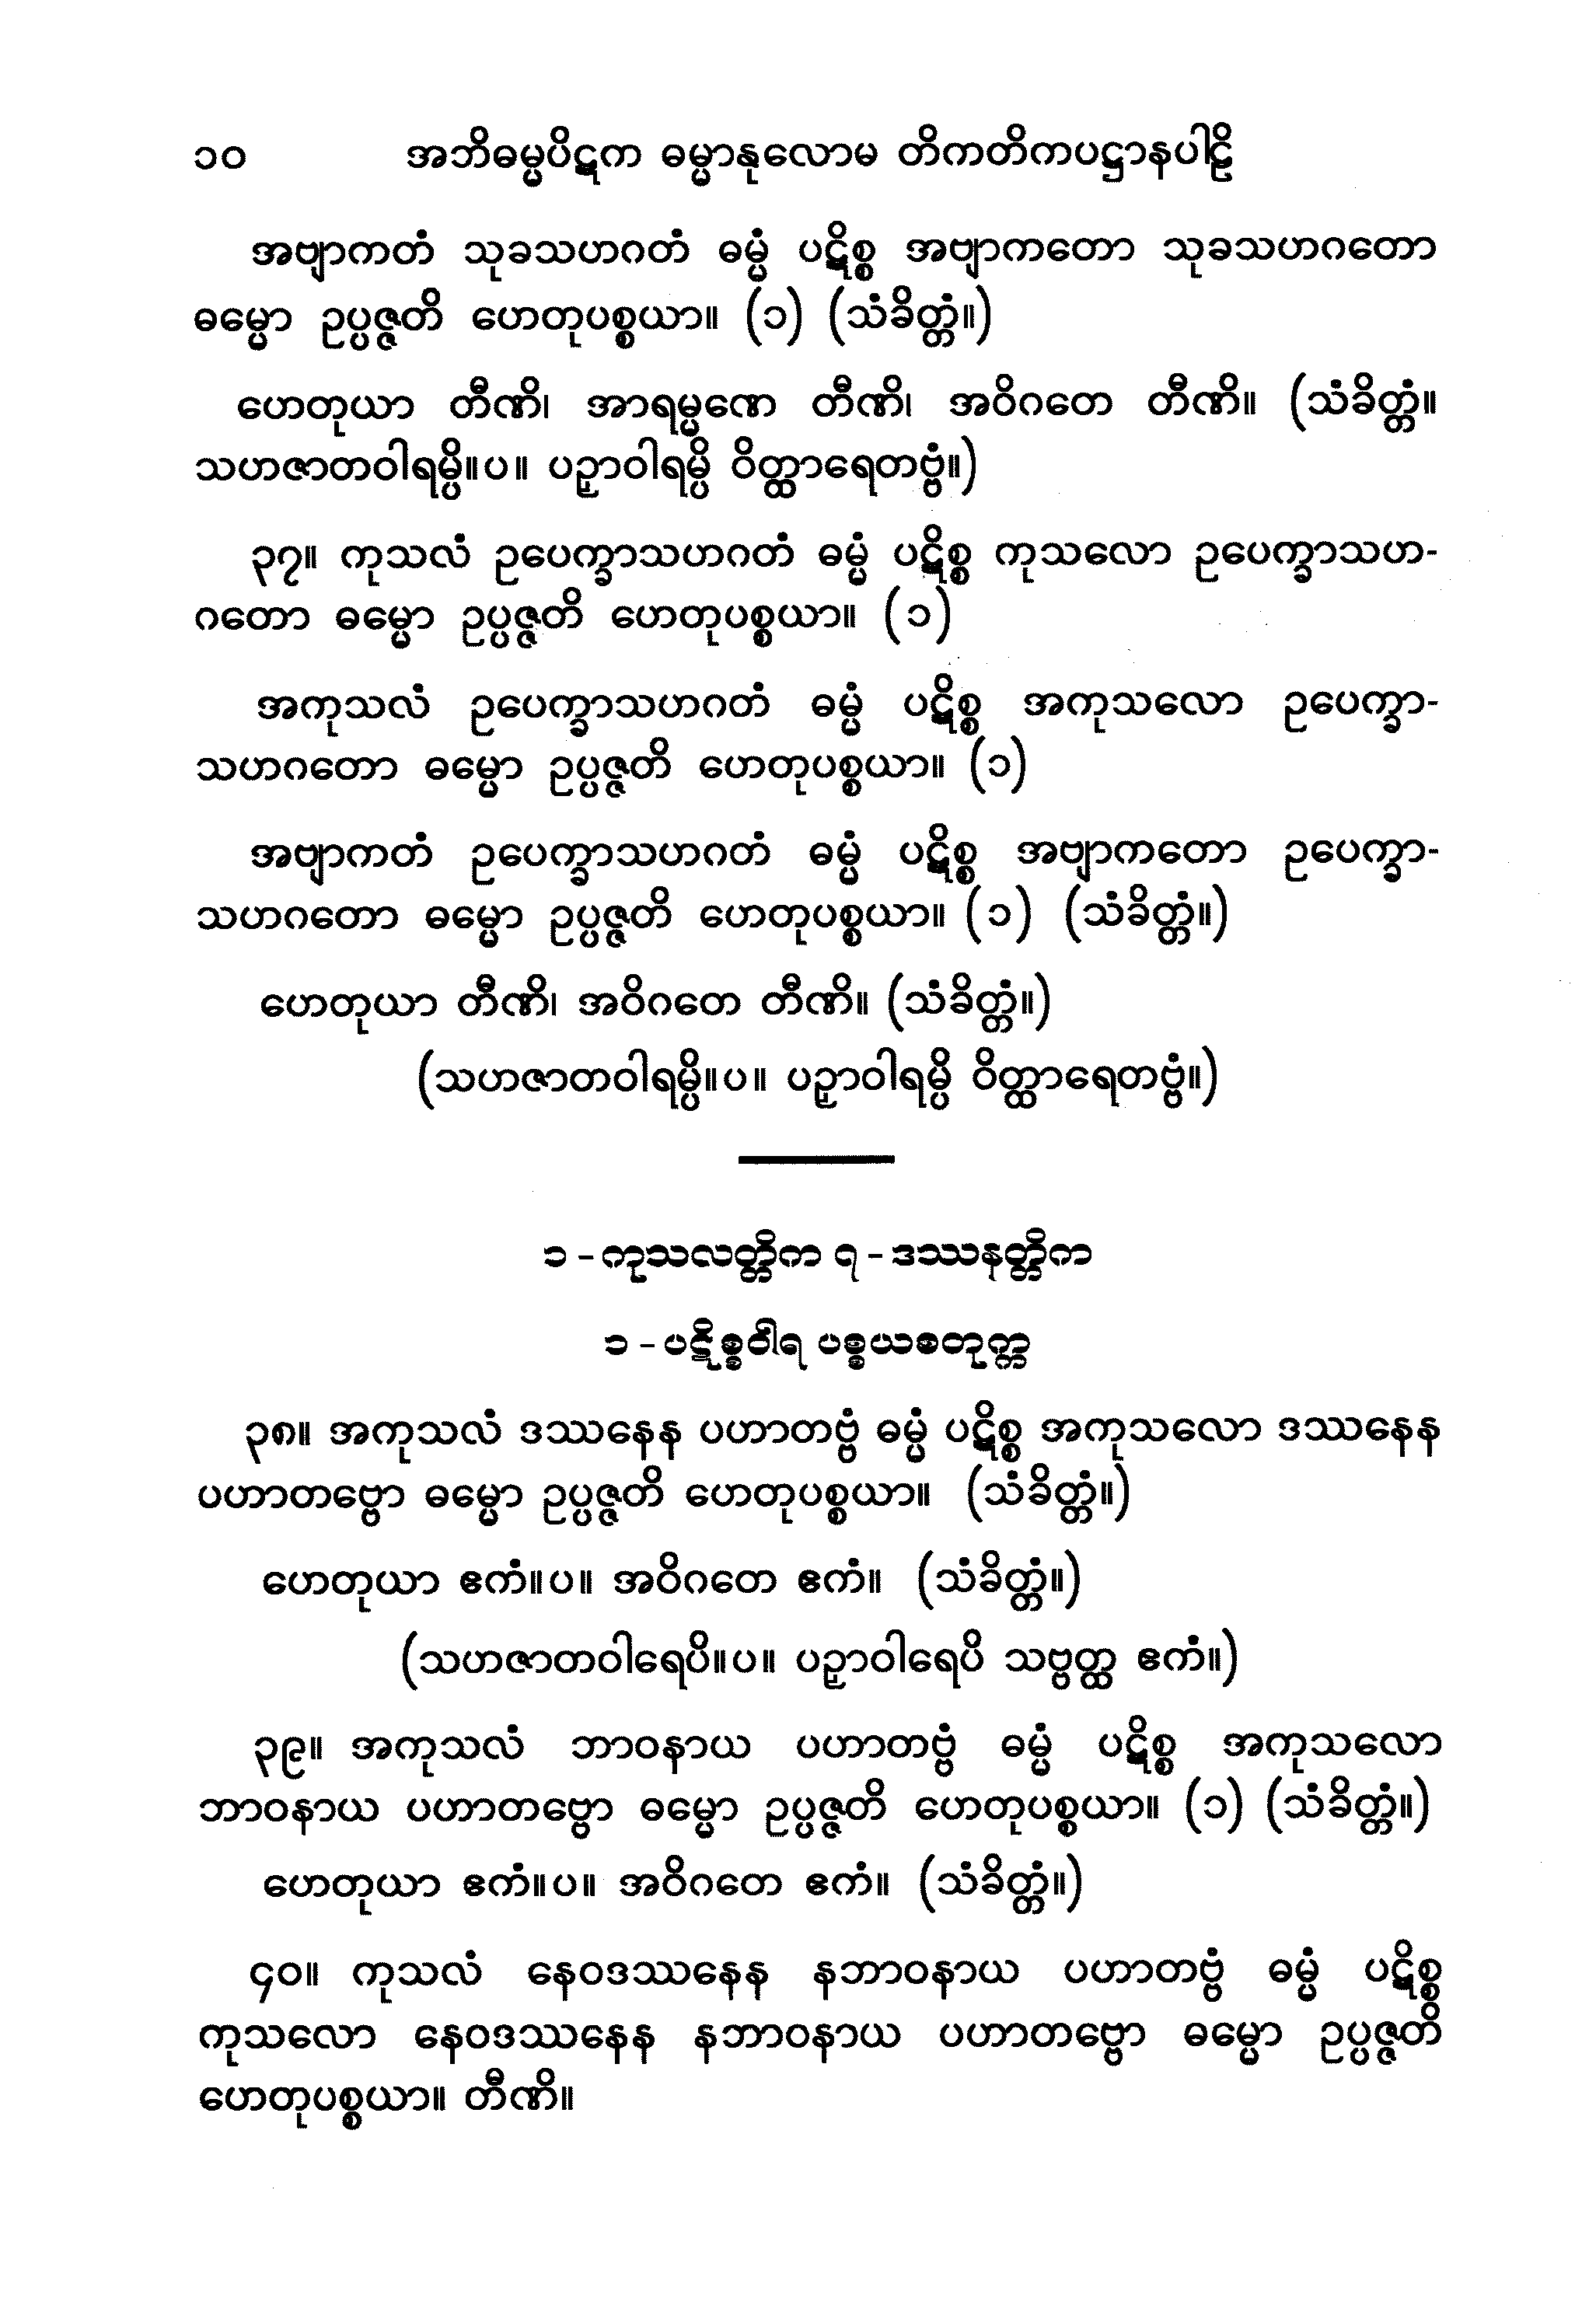 ၁၀ အဘိဓမ္မပိဋက ဓမ္မာနုလောမ တိကတိကပဋ္ဌာနပါဠိ
အဗျာကတံ သုခသဟဂတံ ဓမ္မံ ပဋိစ္စ အဗျာကတော သုခသဟဂတော
ဓမ္မော ဥပ္ပဇ္ဇတိ ဟေတုပစ္စယာ။ (၁) (သံခိတ္တံ။)
ဟေတုယာ တီဏိ၊ အာရမ္မဏေ တီဏိ၊ အဝိဂတေ တီဏိ။ (သံခိတ္တံ။
သဟဇာတဝါရမ္ပိ။ပ။ ပဉှာဝါရမ္ပိ ဝိတ္ထာရေတဗ္ဗံ။)
၃၇။ ကုသလံ ဥပေက္ခာသဟဂတံ ဓမ္မံ ပဋိစ္စ ကုသလော ဥပေက္ခာသဟ-
ဂတော ဓမ္မော ဥပ္ပဇ္ဇတိ ဟေတုပစ္စယာ။ (၁)
အကုသလံ ဥပေက္ခာသဟဂတံ ဓမ္မံ ပဋိစ္စ အကုသလော ဥပေက္ခာ-
သဟဂတော ဓမ္မော ဥပ္ပဇ္ဇတိ ဟေတုပစ္စယာ။ (၁)
အဗျာကတံ ဥပေက္ခာသဟဂတံ ဓမ္မံ ပဋိစ္စ အဗျာကတော ဥပေက္ခာ-
သဟဂတော ဓမ္မော ဥပ္ပဇ္ဇတိ ဟေတုပစ္စယာ။ (၁) (သံခိတ္တံ။)
ဟေတုယာ တီဏိ၊ အဝိဂတေ တီဏိ။ (သံခိတ္တံ။)
(သဟဇာတဝါရမ္ပိ။ပ။ ပဉှာဝါရမ္ပိ ဝိတ္ထာရေတဗ္ဗံ။)
၁ - ကုသလတ္တိက ၇ - ဒဿနတ္တိက
၁ - ပဋိစ္စဝါရ ပစ္စယစတုက္က
၃၈။ အကုသလံ ဒဿနေန ပဟာတဗ္ဗံ ဓမ္မံ ပဋိစ္စ အကုသလော ဒဿနေန
ပဟာတဗ္ဗော ဓမ္မော ဥပ္ပဇ္ဇတိ ဟေတုပစ္စယာ။ (သံခိတ္တံ။)
ဟေတုယာ ဧကံ။ပ။ အဝိဂတေ ဧကံ။ (သံခိတ္တံ။)
(သဟဇာတဝါရေပိ။ပ။ ပဉှာဝါရေပိ သဗ္ဗတ္ထ ဧကံ။)
၃၉။ အကုသလံ ဘာဝနာယ ပဟာတဗ္ဗံ ဓမ္မံ ပဋိစ္စ အကုသလော
ဘာဝနာယ ပဟာတဗ္ဗော ဓမ္မော ဥပ္ပဇ္ဇတိ ဟေတုပစ္စယာ။ (၁) (သံခိတ္တံ။)
ဟေတုယာ ဧကံ။ပ။ အဝိဂတေ ဧကံ။ (သံခိတ္တံ။)
၄၀။ ကုသလံ နေဝဒဿနေန နဘာဝနာယ ပဟာတဗ္ဗံ ဓမ္မံ ပဋိစ္စ
ကုသလော နေဝဒဿနေန နဘာဝနာယ ပဟာတဗ္ဗော ဓမ္မော ဥပ္ပဇ္ဇတိ
ဟေတုပစ္စယာ။ တီဏိ။